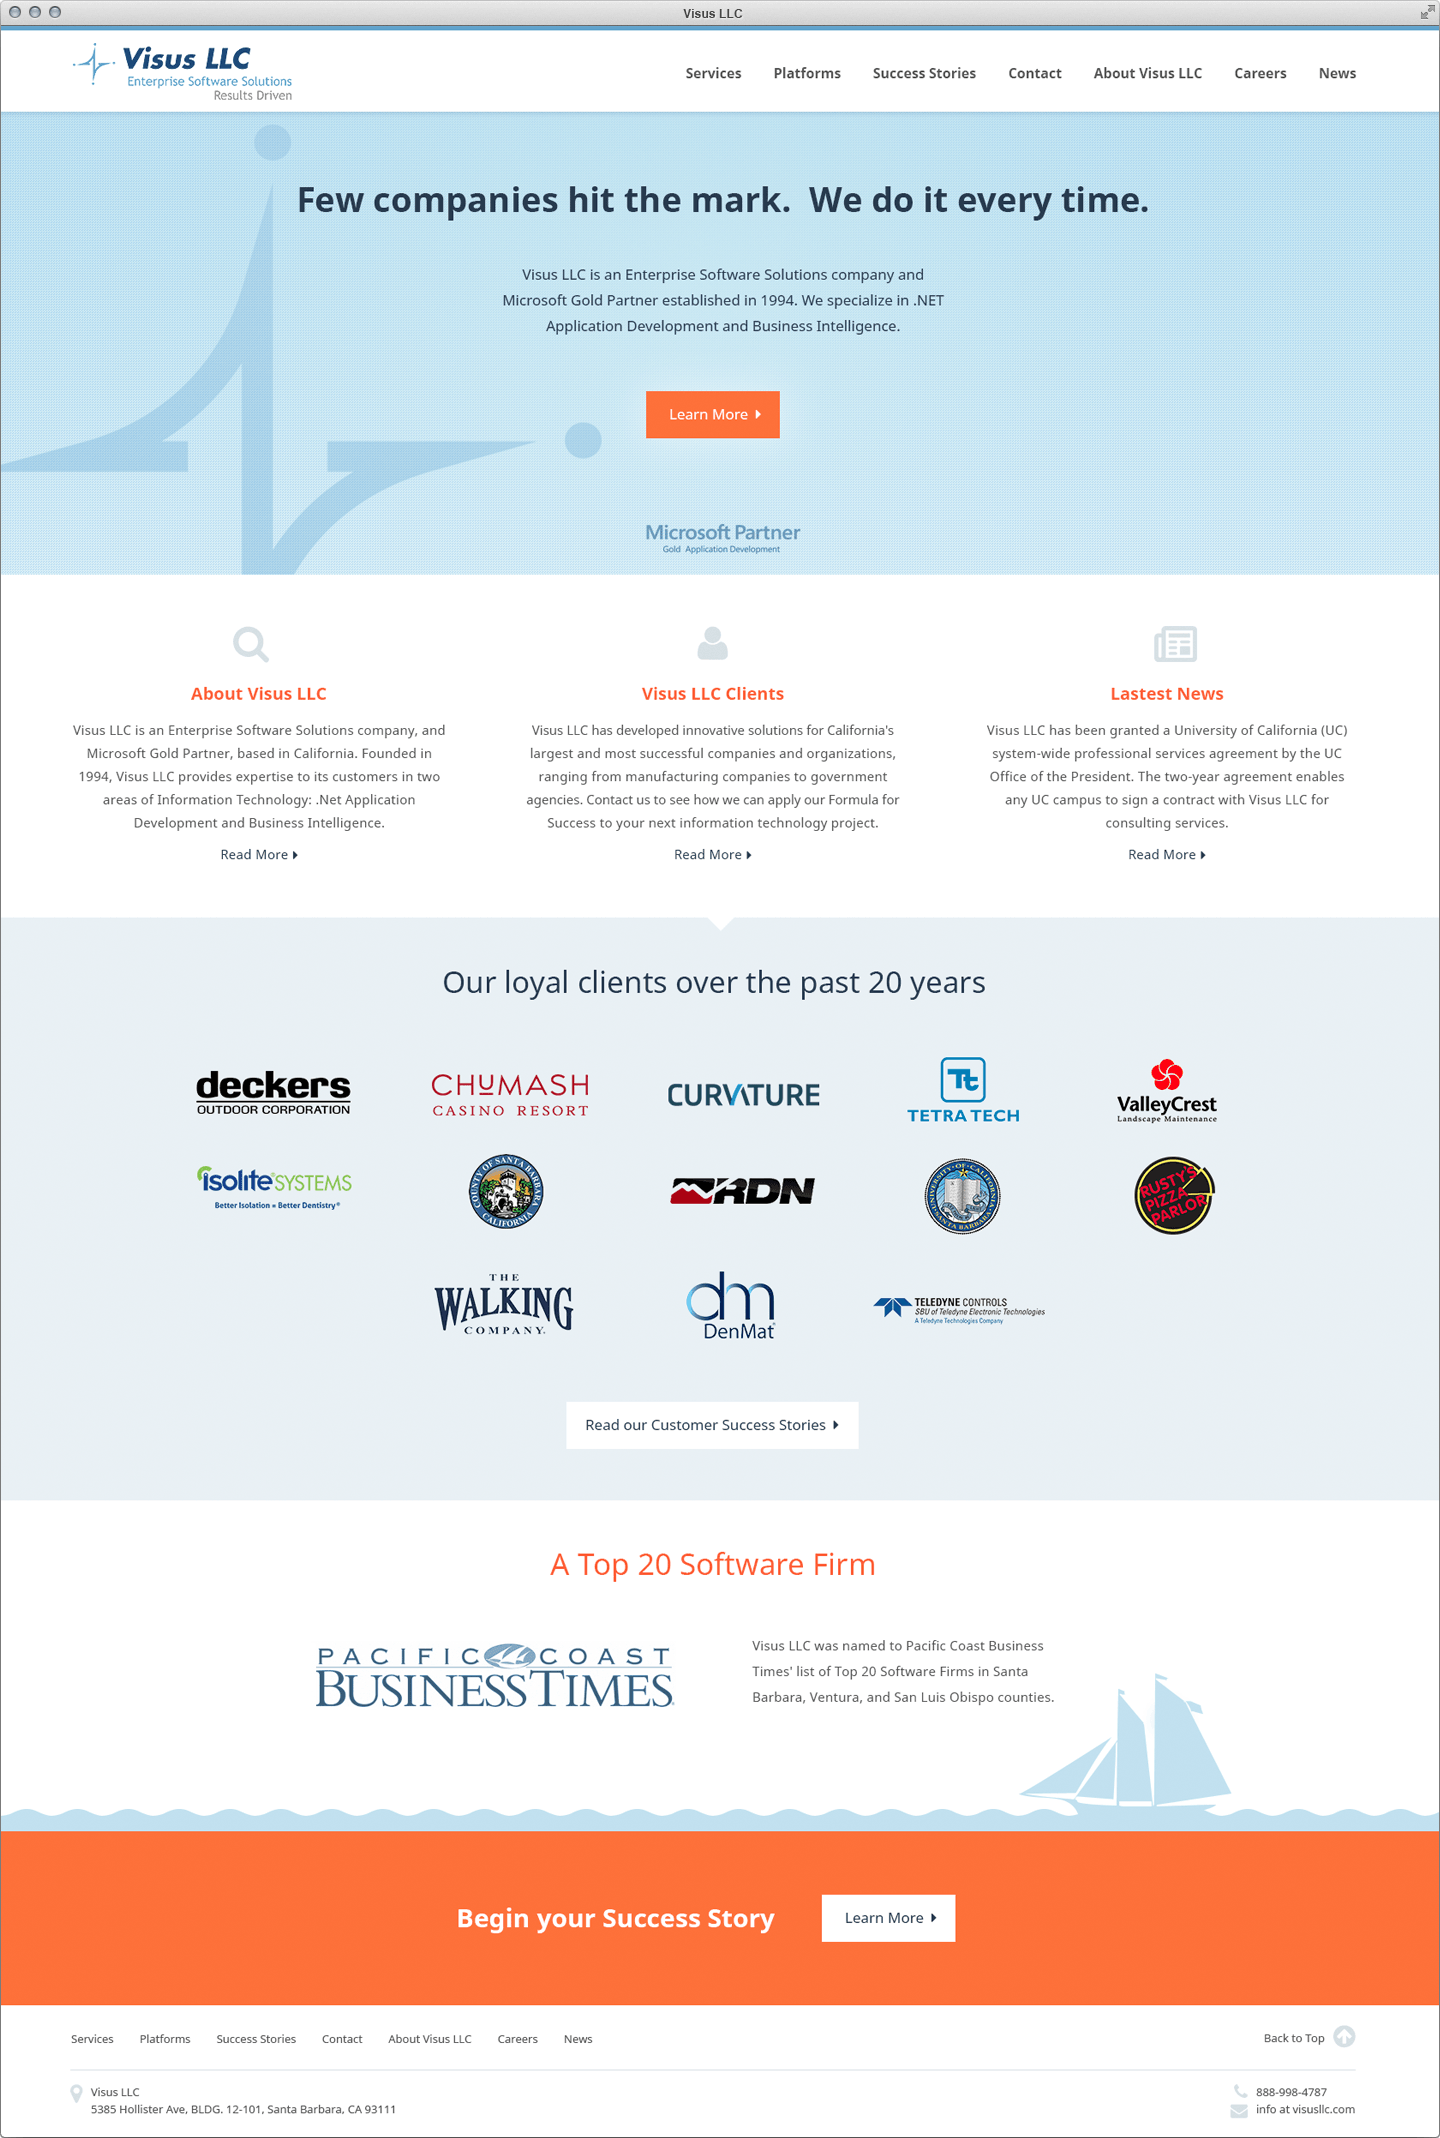 Visus LLC
Visus LLC
Enterprise Software Solutions
Results Driven
Services Platforms Success Stories Contact About Visus LLC Careers News
Few companies hit the mark. We do it every time.
Visus LLC is an Enterprise Software Solutions company and
Microsoft Gold Partner established in 1994. We specialize in .NET
Application Development and Business Intelligence.
Learn More
Microsoft Partner
Gold Application Development
About Visus LLC
Visus LLC is an Enterprise Software Solutions company, and
Microsoft Gold Partner, based in California. Founded in
1994, Visus LLC provides expertise to its customers in two
areas of Information Technology: .Net Application
Development and Business Intelligence.
Read More
Visus LLC Clients
Visus LLC has developed innovative solutions for California's
largest and most successful companies and organizations,
ranging from manufacturing companies to government
agencies. Contact us to see how we can apply our Formula for
Success to your next information technology project.
Read More
Lastest News
Visus LLC has been granted a University of California (UC)
system-wide professional services agreement by the UC
Office of the President. The two-year agreement enables
any UC campus to sign a contract with Visus LLC for
consulting services.
Read More
Our loyal clients over the past 20 years
deckers
OUTDOOR CORPORATION
CHUMASH
CASINO RESORT
CURVATURE
Tt
TETRA TECH
ValleyCrest
Landscape Maintenance
isolite® SYSTEMS
Better Isolation = Better Dentistry®
COUNTY OF SANTA BARBARA
CALIFORNIA
RDN
UNIVERSITY OF CALIFORNIA
SANTA BARBARA
RUSTY'S
PIZZA
PARLOR
THE
WALKING
COMPANY.
dm
DenMat
TELEDYNE CONTROLS
SBU of Teledyne Electronic Technologies
A Teledyne Technologies Company
Read our Customer Success Stories
A Top 20 Software Firm
PACIFIC COAST
BUSINESS TIMES
Visus LLC was named to Pacific Coast Business
Times' list of Top 20 Software Firms in Santa
Barbara, Ventura, and San Luis Obispo counties.
Begin your Success Story
Learn More
Services Platforms Success Stories Contact About Visus LLC Careers News
Back to Top
Visus LLC
5385 Hollister Ave, BLDG. 12-101, Santa Barbara, CA 93111
888-998-4787
info at visusllc.com